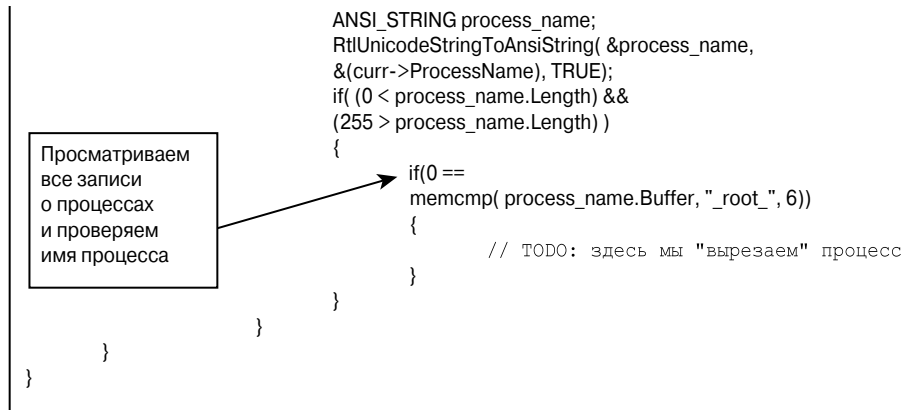 ANSI_STRING process_name;
RtlUnicodeStringToAnsiString( &process_name,
&(curr->ProcessName), TRUE);
if( (0 < process_name.Length) &&
(255 > process_name.Length) )
{
Просматриваем
все записи
о процессах
и проверяем
имя процесса
if(0 ==
memcmp( process_name.Buffer, "_root_", 6))
{
// TODO: здесь мы "вырезаем" процесс
}
}
}
}
}